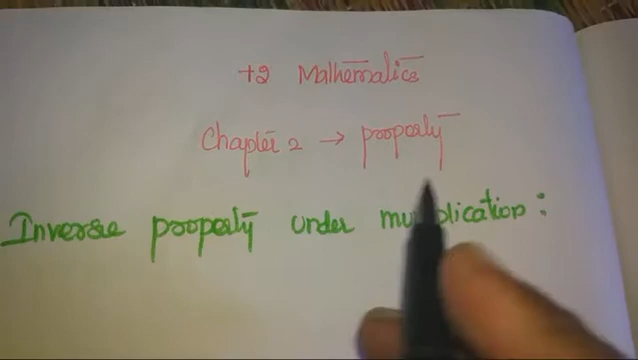 +2 Mathematics
Chapter 2 → property
Inverse property under multiplication: